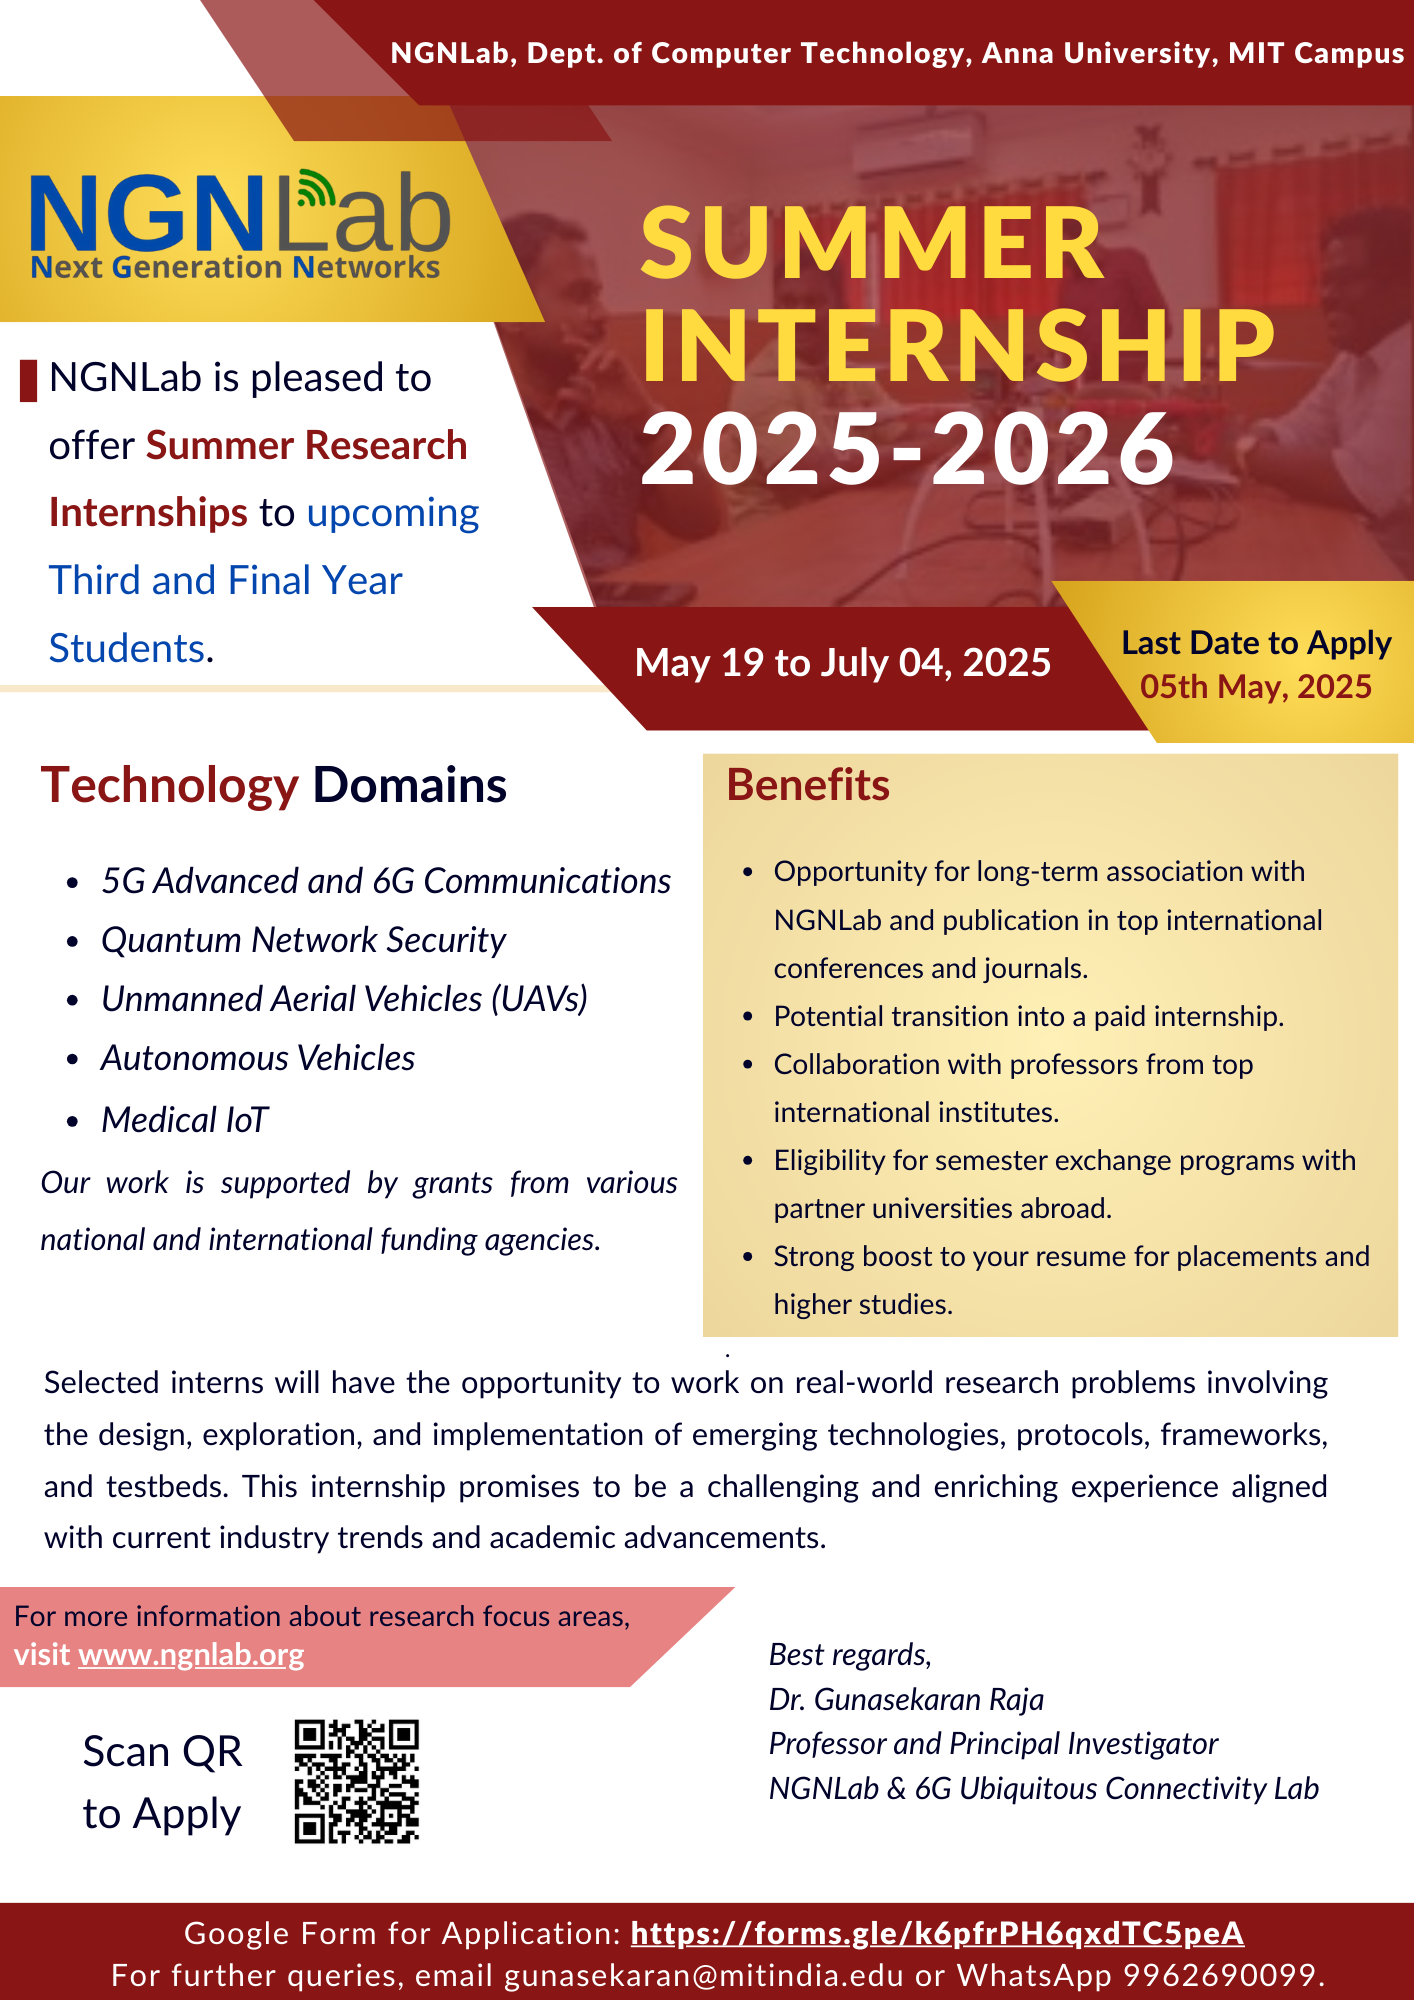 NGNLab, Dept. of Computer Technology, Anna University, MIT Campus
NGNLab
Next Generation Networks
SUMMER
INTERNSHIP
2025-2026
NGNLab is pleased to
offer Summer Research
Internships to upcoming
Third and Final Year
Students.
May 19 to July 04, 2025
Last Date to Apply
05th May, 2025
Technology Domains
• 5G Advanced and 6G Communications
• Quantum Network Security
• Unmanned Aerial Vehicles (UAVs)
• Autonomous Vehicles
• Medical IoT
Our work is supported by grants from various
national and international funding agencies.
Benefits
• Opportunity for long-term association with
NGNLab and publication in top international
conferences and journals.
• Potential transition into a paid internship.
• Collaboration with professors from top
international institutes.
• Eligibility for semester exchange programs with
partner universities abroad.
• Strong boost to your resume for placements and
higher studies.
.
Selected interns will have the opportunity to work on real-world research problems involving
the design, exploration, and implementation of emerging technologies, protocols, frameworks,
and testbeds. This internship promises to be a challenging and enriching experience aligned
with current industry trends and academic advancements.
For more information about research focus areas,
visit www.ngnlab.org
Scan QR
to Apply
Best regards,
Dr. Gunasekaran Raja
Professor and Principal Investigator
NGNLab & 6G Ubiquitous Connectivity Lab
Google Form for Application: https://forms.gle/k6pfrPH6qxdTC5peA
For further queries, email gunasekaran@mitindia.edu or WhatsApp 9962690099.